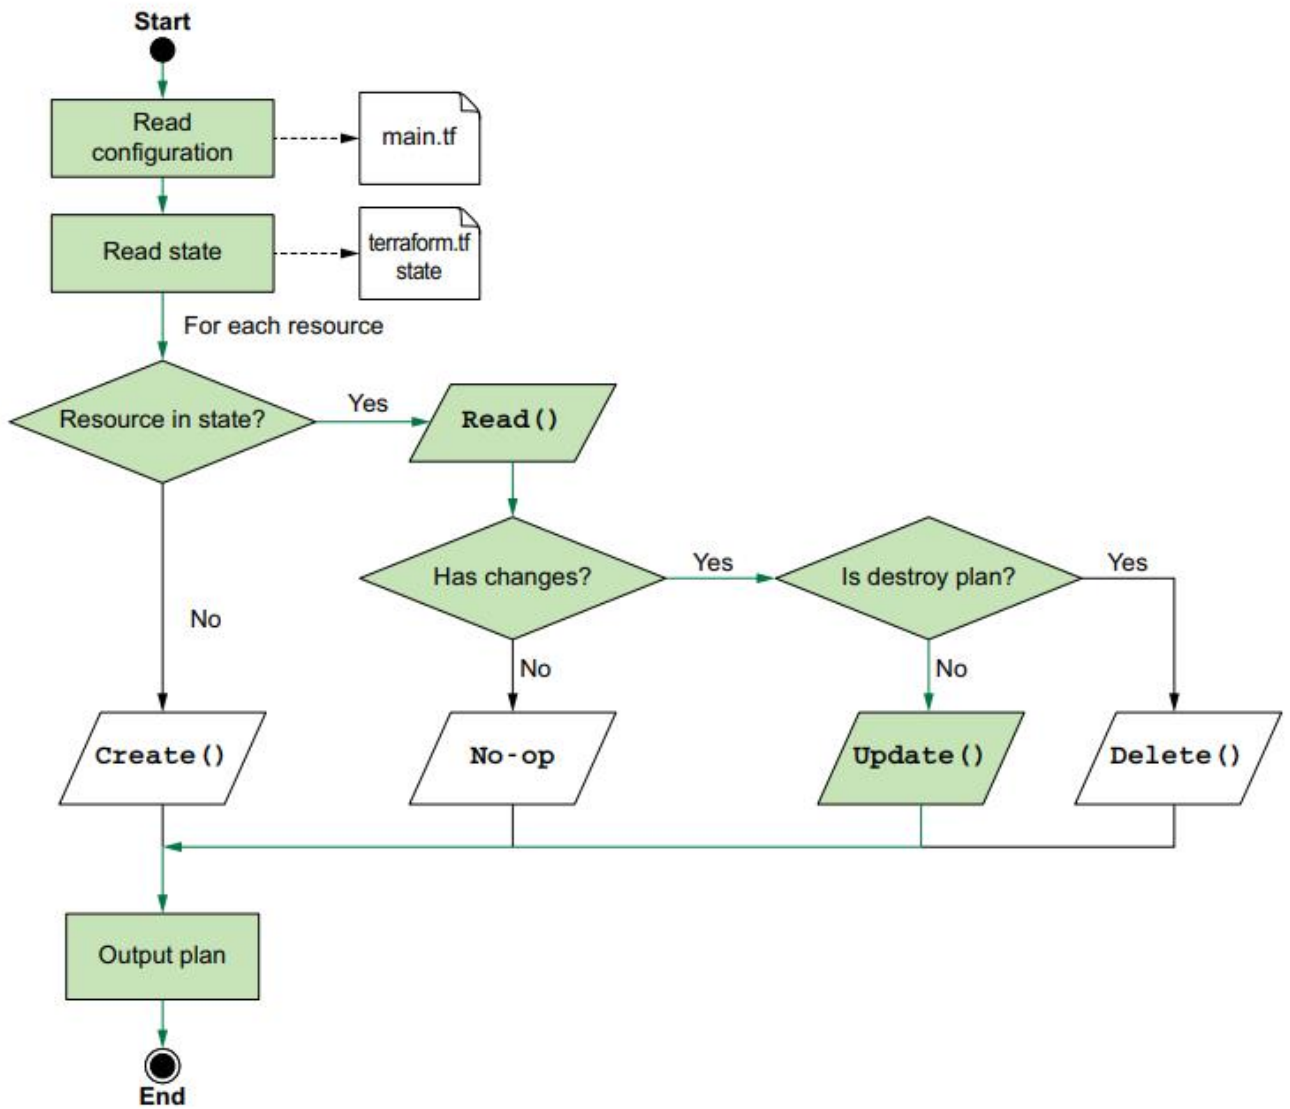 Start
Read
configuration
main.tf
Read state
terraform.tf
state
For each resource
Resource in state?
Yes
Read()
Has changes?
Yes
Is destroy plan?
Yes
No
No
No
Create()
No-op
Update()
Delete()
Output plan
End